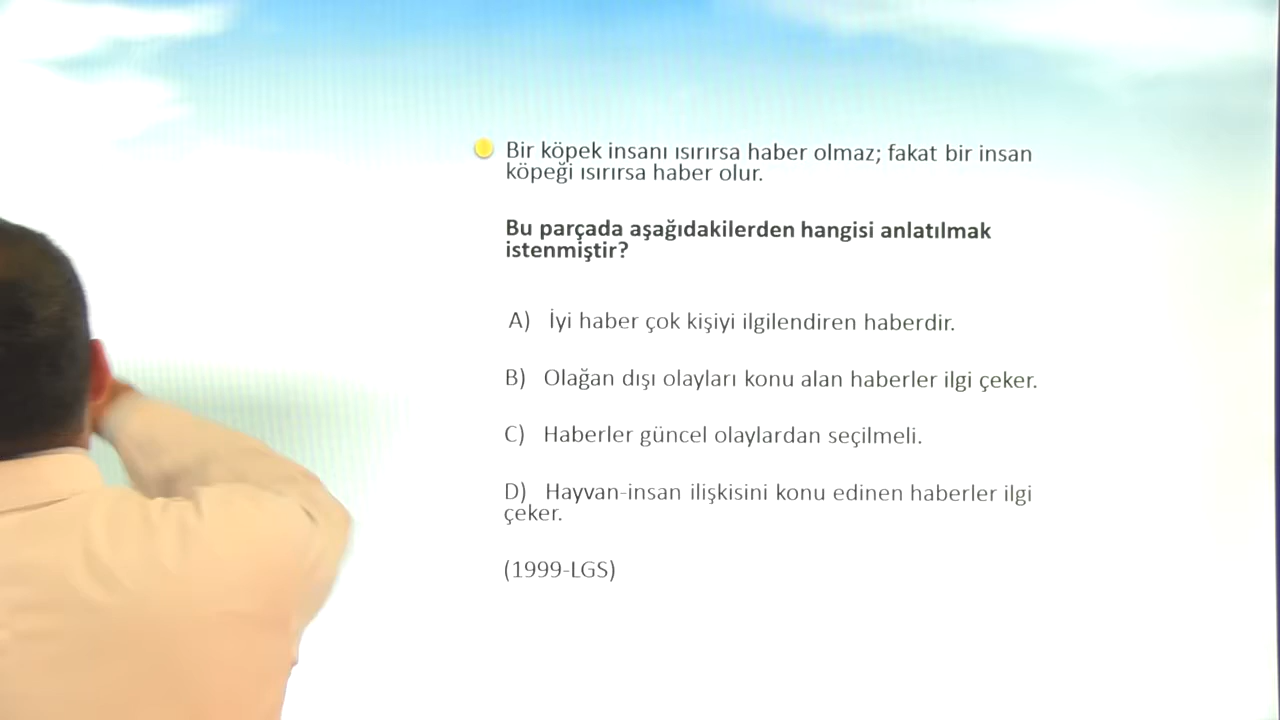 Bir köpek insanı ısırırsa haber olmaz; fakat bir insan
köpeği ısırırsa haber olur.
Bu parçada aşağıdakilerden hangisi anlatılmak
istenmiştir?
A) İyi haber çok kişiyi ilgilendiren haberdir.
B) Olağan dışı olayları konu alan haberler ilgi çeker.
C) Haberler güncel olaylardan seçilmeli.
D) Hayvan-insan ilişkisini konu edinen haberler ilgi
çeker.
(1999-LGS)